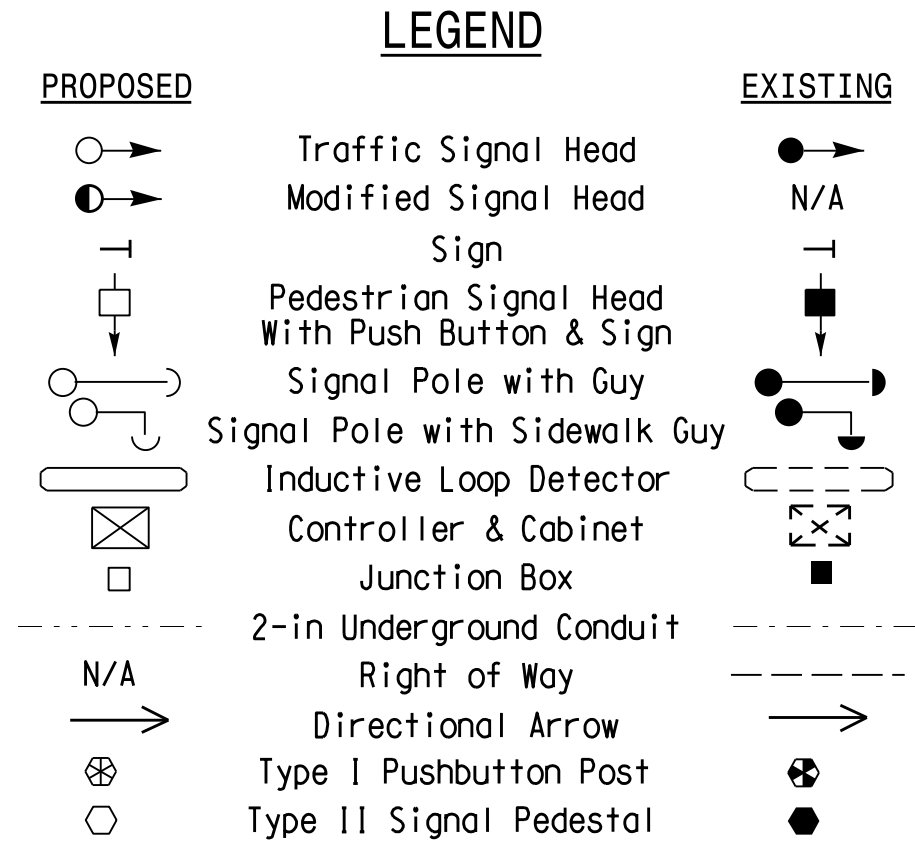 LEGEND
PROPOSED EXISTING
Traffic Signal Head
Modified Signal Head N/A
Sign
Pedestrian Signal Head
With Push Button & Sign
Signal Pole with Guy
Signal Pole with Sidewalk Guy
Inductive Loop Detector
Controller & Cabinet
Junction Box
2-in Underground Conduit
N/A Right of Way
Directional Arrow
Type I Pushbutton Post
Type II Signal Pedestal